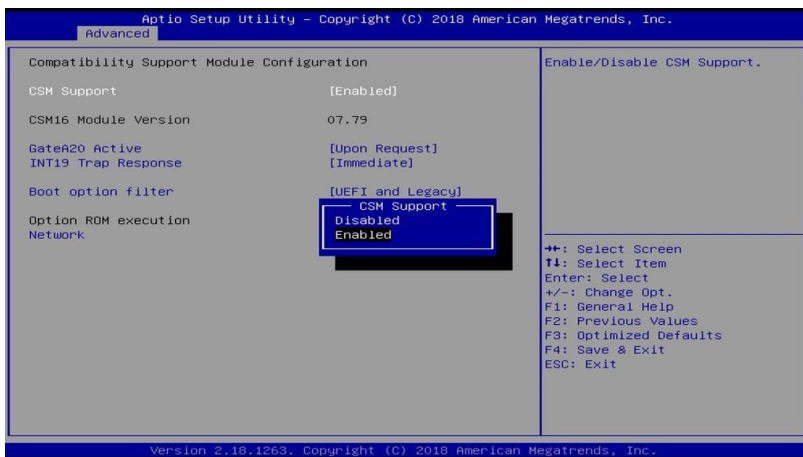 Aptio Setup Utility – Copyright (C) 2018 American Megatrends, Inc.
Advanced
Compatibility Support Module Configuration
CSM Support [Enabled]
CSM16 Module Version 07.79
GateA20 Active [Upon Request]
INT19 Trap Response [Immediate]
Boot option filter [UEFI and Legacy]
Option ROM execution
Network
CSM Support
Disabled
Enabled
Enable/Disable CSM Support.
→←: Select Screen
↑↓: Select Item
Enter: Select
+/-: Change Opt.
F1: General Help
F2: Previous Values
F3: Optimized Defaults
F4: Save & Exit
ESC: Exit
Version 2.18.1263. Copyright (C) 2018 American Megatrends, Inc.